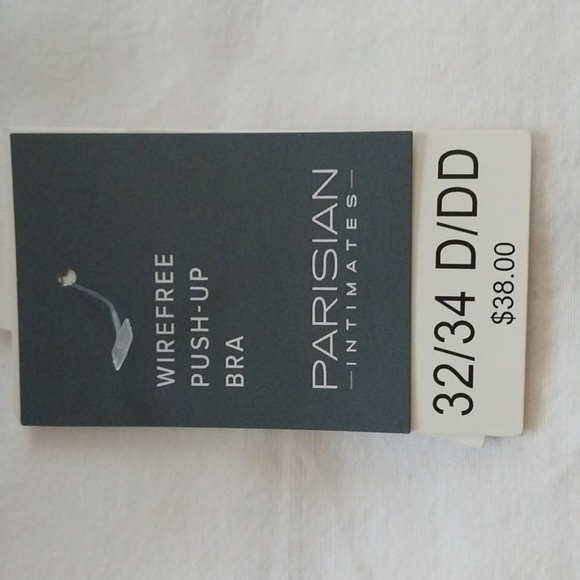 WIREFREE
PUSH-UP
BRA
PARISIAN
—INTIMATES—
32/34 D/DD
$38.00